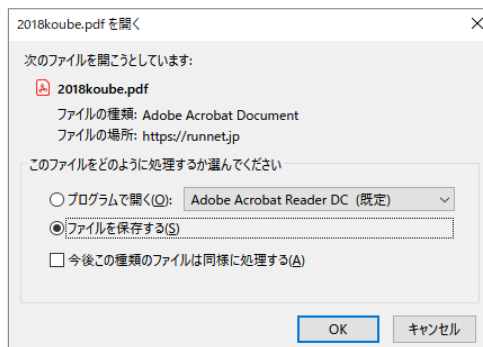 2018koube.pdf を開く
次のファイルを開こうとしています:
2018koube.pdf
ファイルの種類: Adobe Acrobat Document
ファイルの場所: https://runnet.jp
このファイルをどのように処理するか選んでください
プログラムで開く(O): Adobe Acrobat Reader DC (既定)
ファイルを保存する(S)
今後この種類のファイルは同様に処理する(A)
OK キャンセル